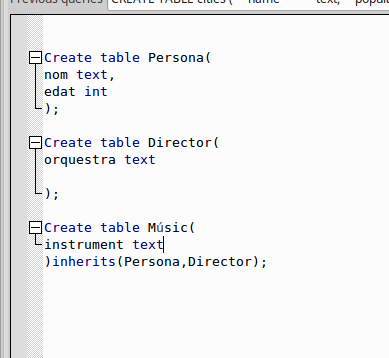 Previous queries CREATE TABLE cities ( name text,
Create table Persona(
nom text,
edat int
);
Create table Director(
orquestra text
);
Create table Músic(
instrument text
)inherits(Persona,Director);